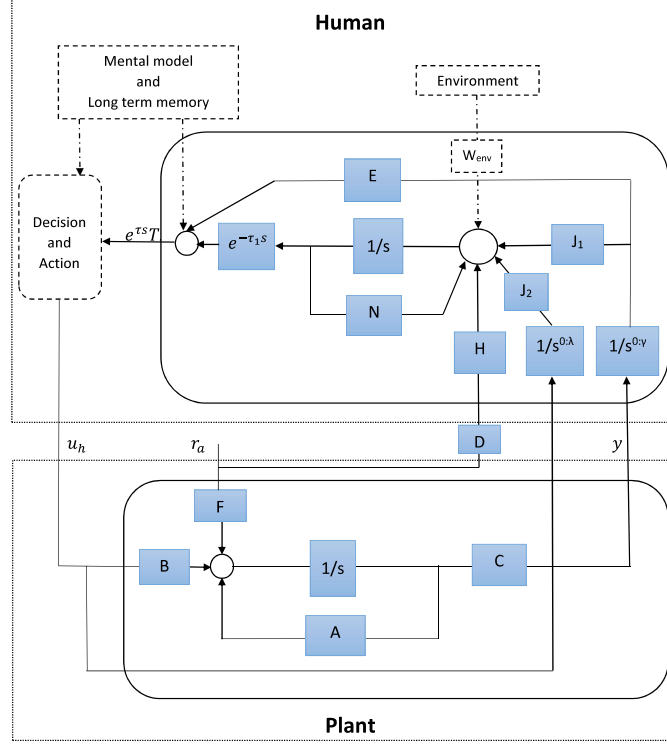 Human
Mental model
and
Long term memory
Environment
W_env
E
Decision
and
Action
e^{τs}T
e^{−τ₁s}
1/s
J₁
J₂
N
H
1/s^{0:λ}
1/s^{0:γ}
u_h
r_a
D
y
F
B
1/s
C
A
Plant